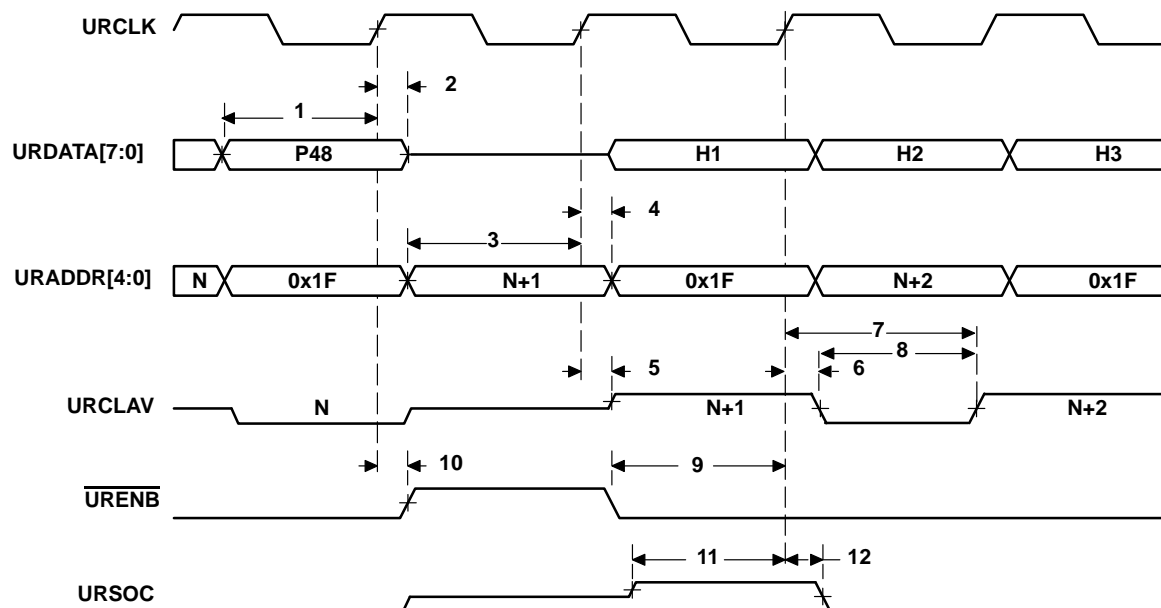 URCLK
2
1
URDATA[7:0] P48 H1 H2 H3
4
3
URADDR[4:0] N 0x1F N+1 0x1F N+2 0x1F
7
8
5 6
URCLAV N N+1 N+2
10 9
URENB
11 12
URSOC